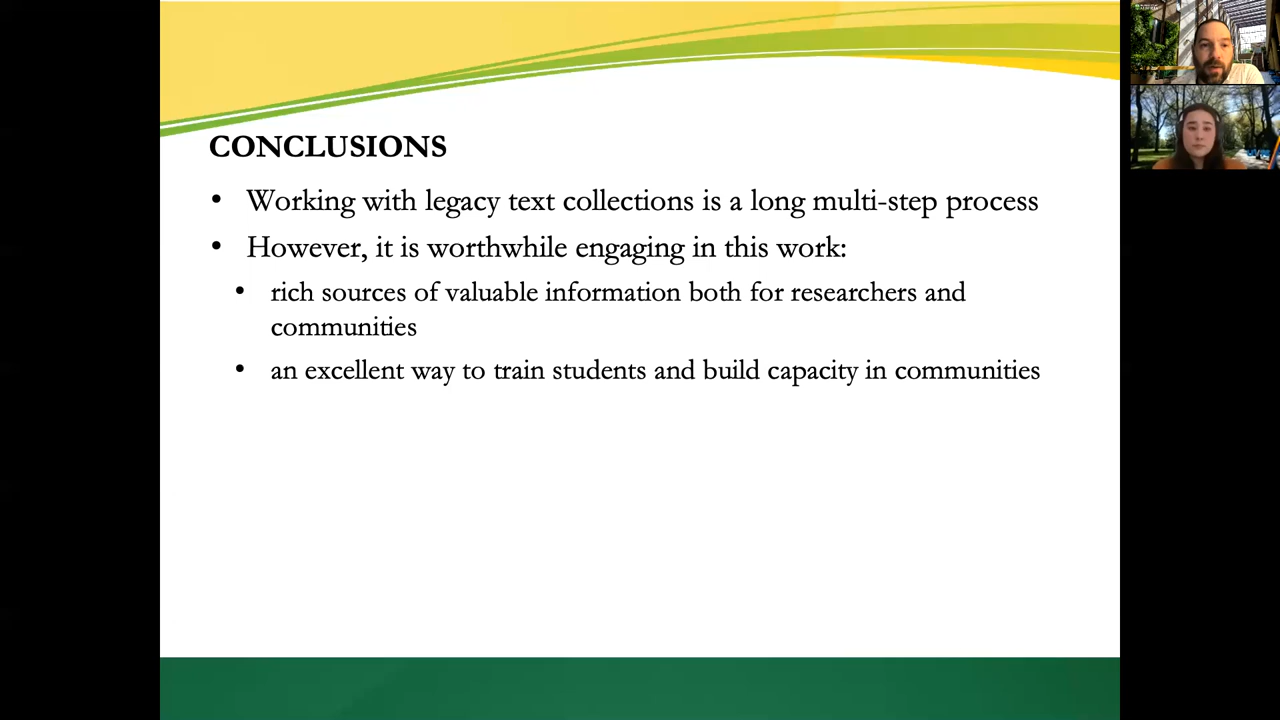 CONCLUSIONS
• Working with legacy text collections is a long multi-step process
• However, it is worthwhile engaging in this work:
• rich sources of valuable information both for researchers and
communities
• an excellent way to train students and build capacity in communities